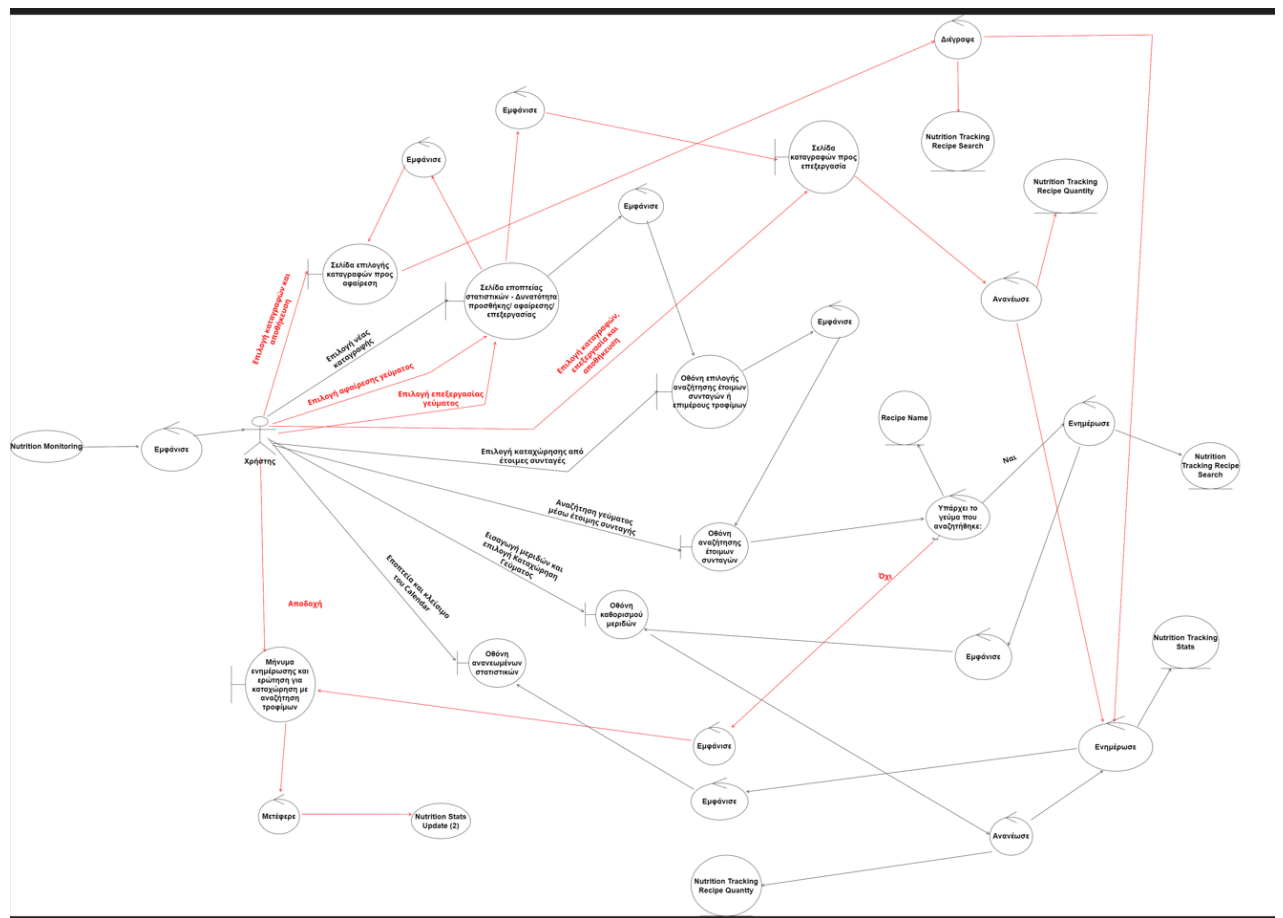 Διέγραψε
Εμφάνισε
Nutrition Tracking
Recipe Search
Σελίδα
καταγραφών προς
επεξεργασία
Εμφάνισε
Nutrition Tracking
Recipe Quantity
Εμφάνισε
Σελίδα επιλογής
καταγραφών προς
αφαίρεση
Σελίδα εποπτείας
στατιστικών - Δυνατότητα
προσθήκης/ αφαίρεσης/
επεξεργασίας
Ανανέωσε
Επιλογή καταγραφών και
αποθήκευση
Επιλογή νέας
καταγραφής
Εμφάνισε
Επιλογή καταγραφών,
επεξεργασία και
αποθήκευση
Επιλογή αφαίρεσης γεύματος
Επιλογή επεξεργασίας
γεύματος
Οθόνη επιλογής
αναζήτησης έτοιμων
συνταγών ή
επιμέρους τροφίμων
Recipe Name
Ενημέρωσε
Nutrition Monitoring
Εμφάνισε
Χρήστης
Επιλογή καταχώρησης από
έτοιμες συνταγές
Ναι
Nutrition
Tracking Recipe
Search
Αναζήτηση γεύματος
μέσω έτοιμης συνταγής
Υπάρχει το
γεύμα που
αναζητήθηκε;
Οθόνη
αναζήτησης
έτοιμων
συνταγών
Εισαγωγή μεριδών και
επιλογή Καταχώρηση
Γεύματος
Όχι
Εποπτεία και κλείσιμο
του Calendar
Αποδοχή
Οθόνη
καθορισμού
μεριδών
Εμφάνισε
Nutrition Tracking
Stats
Οθόνη
ανανεωμένων
στατιστικών
Μήνυμα
ενημέρωσης και
ερώτηση για
καταχώρηση με
αναζήτηση
τροφίμων
Εμφάνισε
Ενημέρωσε
Εμφάνισε
Μετέφερε
Nutrition Stats
Update (2)
Ανανέωσε
Nutrition Tracking
Recipe Quantty